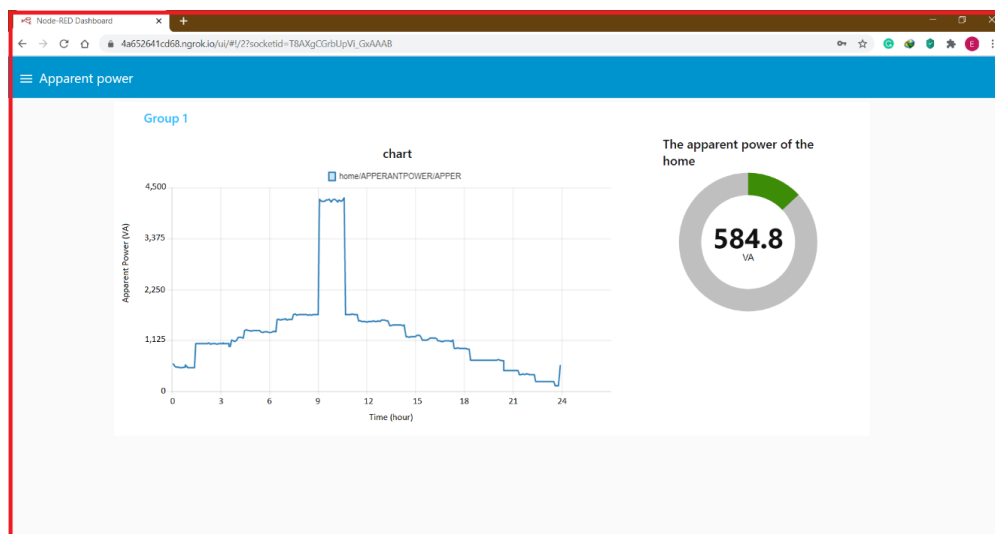 Node-RED Dashboard
4a652641cd68.ngrok.io/ui/#!/2?socketid=T8AXgCGrbUpVi_GxAAAB
E
Apparent power
Group 1
chart
home/APPERANTPOWER/APPER
Apparent Power (VA)
4,500
3,375
2,250
1,125
0
0 3 6 9 12 15 18 21 24
Time (hour)
The apparent power of the
home
584.8
VA